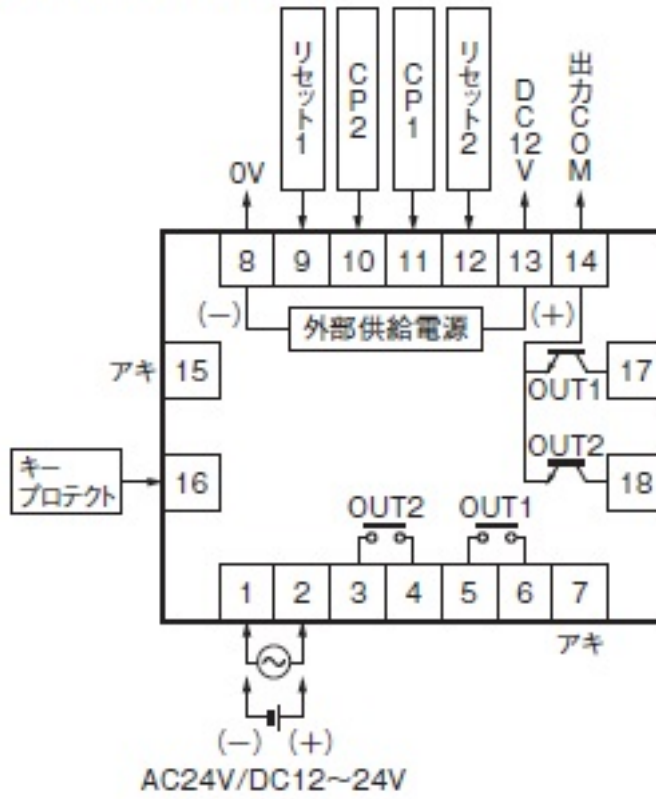 リセット1
CP2
CP1
リセット2
DC12V
出力COM
0V
8 9 10 11 12 13 14
(−) 外部供給電源 (+)
アキ 15
17
OUT1
キー
プロテクト
16
OUT2
18
OUT2 OUT1
1 2 3 4 5 6 7
アキ
(−) (+)
AC24V/DC12〜24V